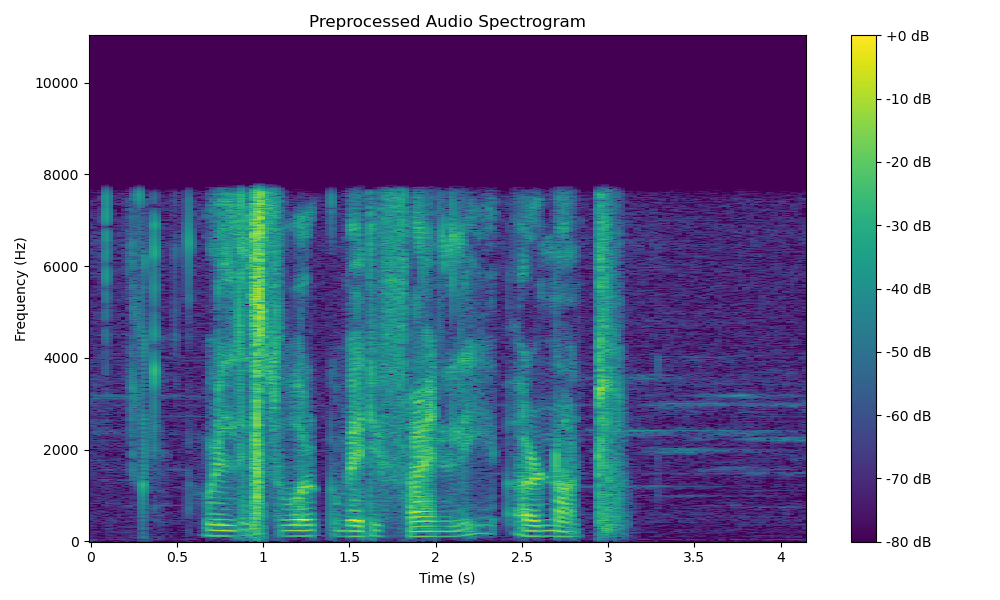 Preprocessed Audio Spectrogram
+0 dB
10000
-10 dB
-20 dB
8000
-30 dB
6000
Frequency (Hz)
-40 dB
4000
-50 dB
-60 dB
2000
-70 dB
0
-80 dB
0 0.5 1 1.5 2 2.5 3 3.5 4
Time (s)